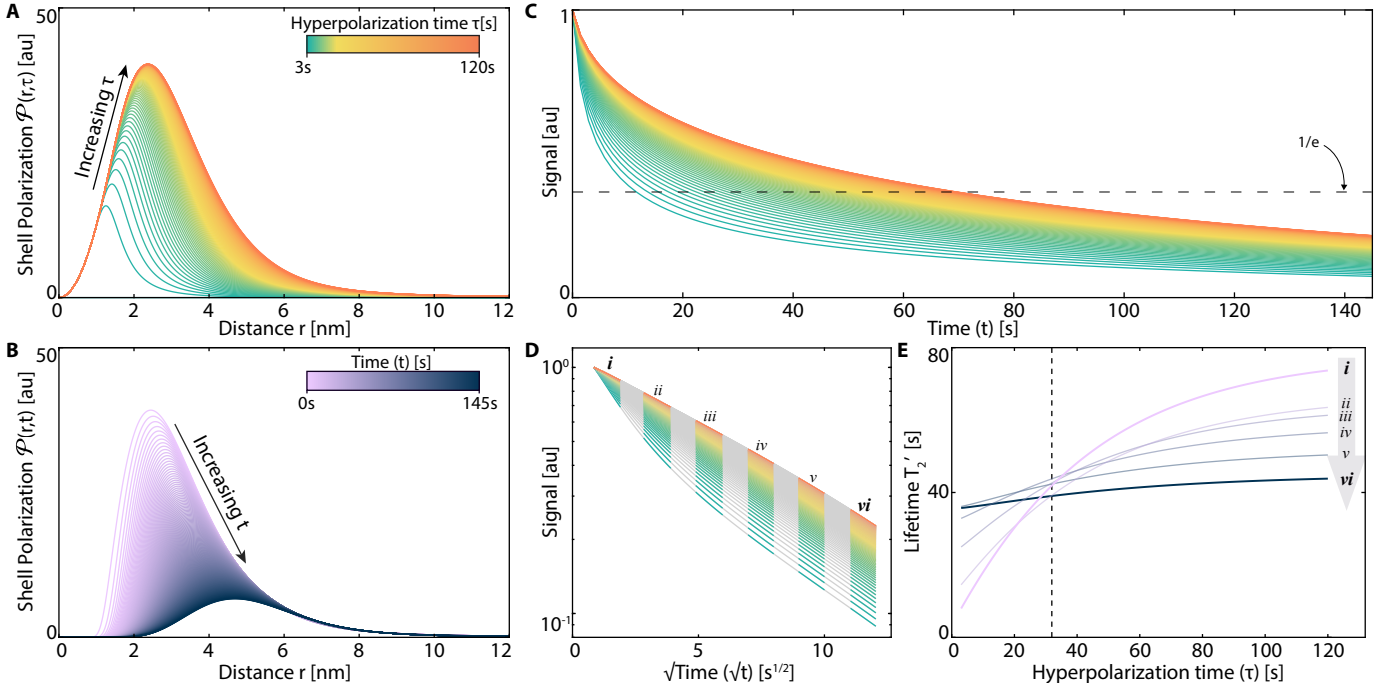 A
50
Shell Polarization 𝒫(r,τ) [au]
Hyperpolarization time τ[s]
3s
120s
Increasing τ
0
0
2
4
6
8
10
12
Distance r [nm]
C
1
Signal [au]
1/e
0
0
20
40
60
80
100
120
140
Time (t) [s]
B
50
Shell Polarization 𝒫(r,t) [au]
Time (t) [s]
0s
145s
Increasing t
0
0
2
4
6
8
10
12
Distance r [nm]
D
10⁰
Signal [au]
10⁻¹
i
ii
iii
iv
v
vi
0
5
10
√Time (√t) [s^{1/2}]
E
80
Lifetime T₂′ [s]
40
0
i
ii
iii
iv
v
vi
0
20
40
60
80
100
120
Hyperpolarization time (τ) [s]